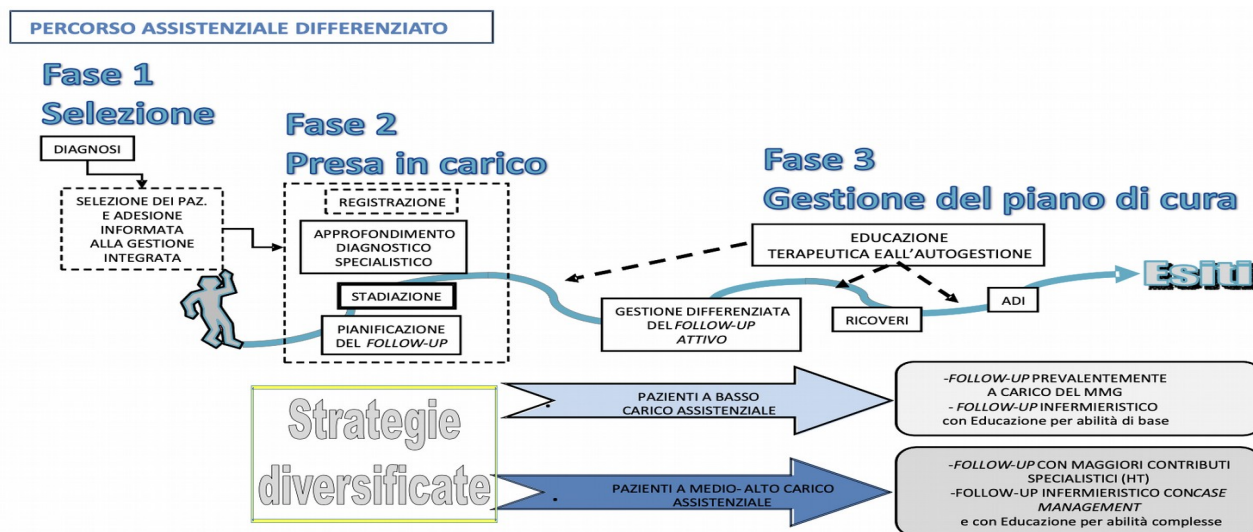 PERCORSO ASSISTENZIALE DIFFERENZIATO
Fase 1
Selezione
DIAGNOSI
SELEZIONE DEI PAZ.
E ADESIONE
INFORMATA
ALLA GESTIONE
INTEGRATA
Fase 2
Presa in carico
REGISTRAZIONE
APPROFONDIMENTO
DIAGNOSTICO
SPECIALISTICO
STADIAZIONE
PIANIFICAZIONE
DEL FOLLOW-UP
Fase 3
Gestione del piano di cura
EDUCAZIONE
TERAPEUTICA EALL'AUTOGESTIONE
GESTIONE DIFFERENZIATA
DEL FOLLOW-UP
ATTIVO
RICOVERI
ADI
Esiti
Strategie
diversificate
PAZIENTI A BASSO
CARICO ASSISTENZIALE
-FOLLOW-UP PREVALENTEMENTE
A CARICO DEL MMG
- FOLLOW-UP INFERMIERISTICO
con Educazione per abilità di base
PAZIENTI A MEDIO- ALTO CARICO
ASSISTENZIALE
-FOLLOW-UP CON MAGGIORI CONTRIBUTI
SPECIALISTICI (HT)
-FOLLOW-UP INFERMIERISTICO CONCASE
MANAGEMENT
e con Educazione per abilità complesse